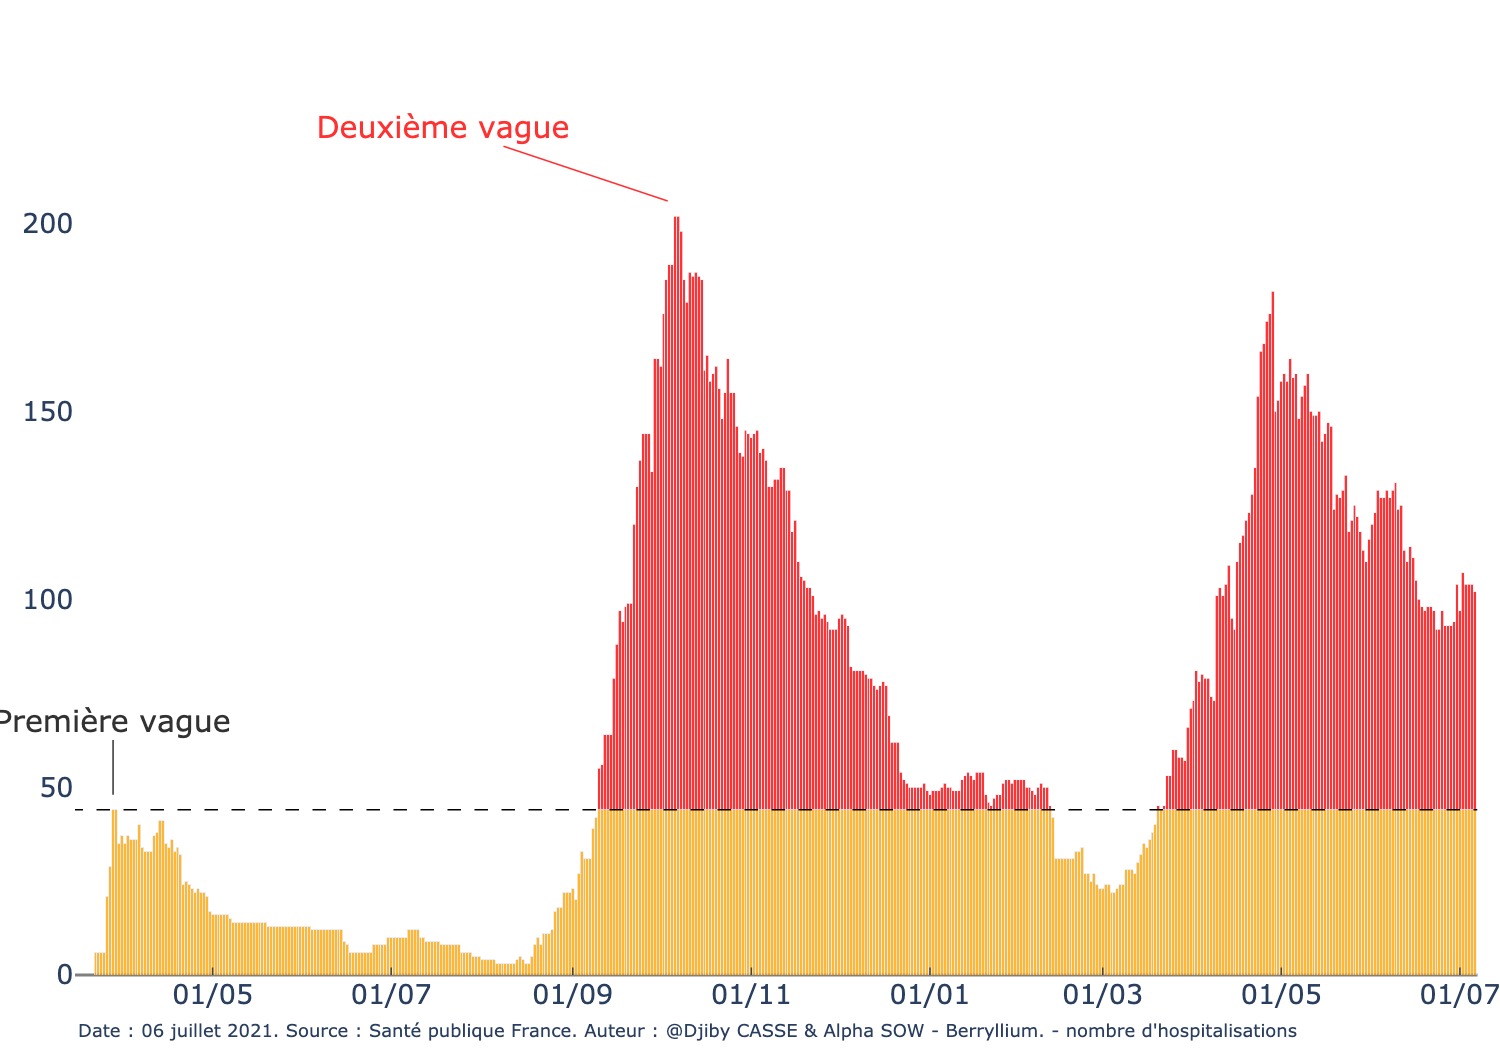 Deuxième vague
200
150
100
Première vague
50
0
01/05 01/07 01/09 01/11 01/01 01/03 01/05 01/07
Date : 06 juillet 2021. Source : Santé publique France. Auteur : @Djiby CASSE & Alpha SOW - Berryllium. - nombre d'hospitalisations